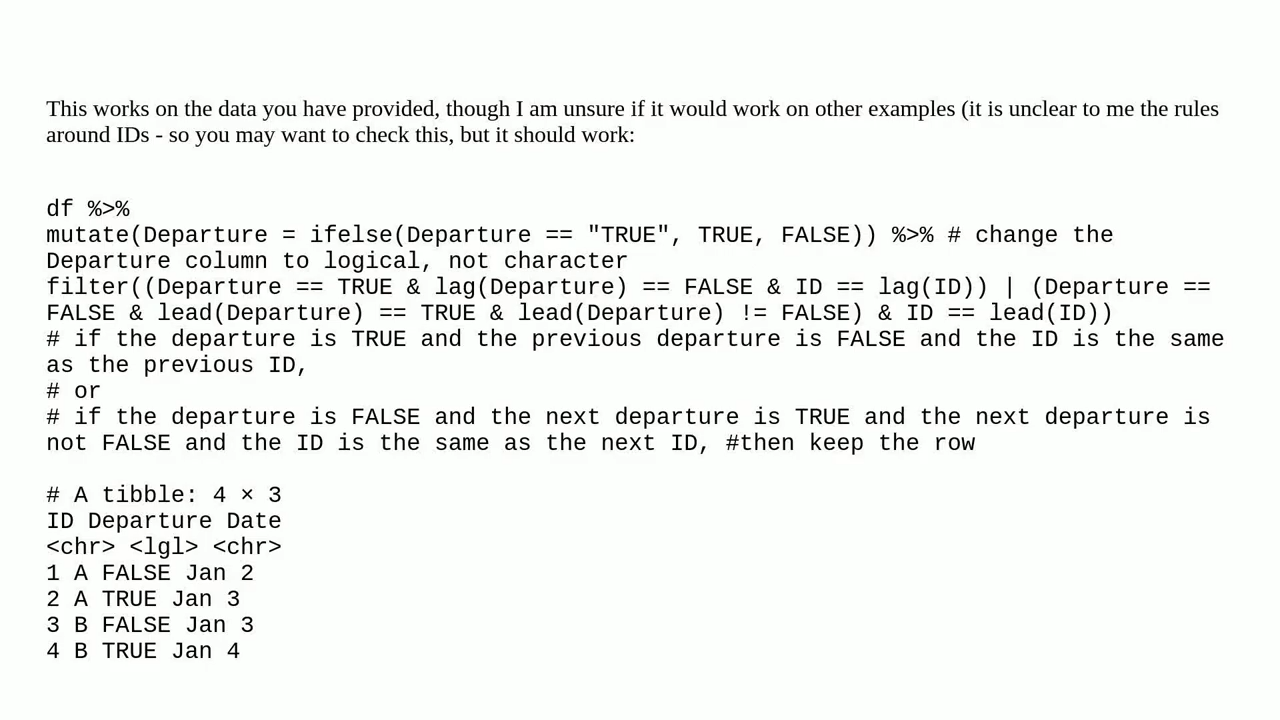 This works on the data you have provided, though I am unsure if it would work on other examples (it is unclear to me the rules
around IDs - so you may want to check this, but it should work:
df %>%
mutate(Departure = ifelse(Departure == "TRUE", TRUE, FALSE)) %>% # change the
Departure column to logical, not character
filter((Departure == TRUE & lag(Departure) == FALSE & ID == lag(ID)) | (Departure ==
FALSE & lead(Departure) == TRUE & lead(Departure) != FALSE) & ID == lead(ID))
# if the departure is TRUE and the previous departure is FALSE and the ID is the same
as the previous ID,
# or
# if the departure is FALSE and the next departure is TRUE and the next departure is
not FALSE and the ID is the same as the next ID, #then keep the row
# A tibble: 4 × 3
ID Departure Date
<chr> <lgl> <chr>
1 A FALSE Jan 2
2 A TRUE Jan 3
3 B FALSE Jan 3
4 B TRUE Jan 4